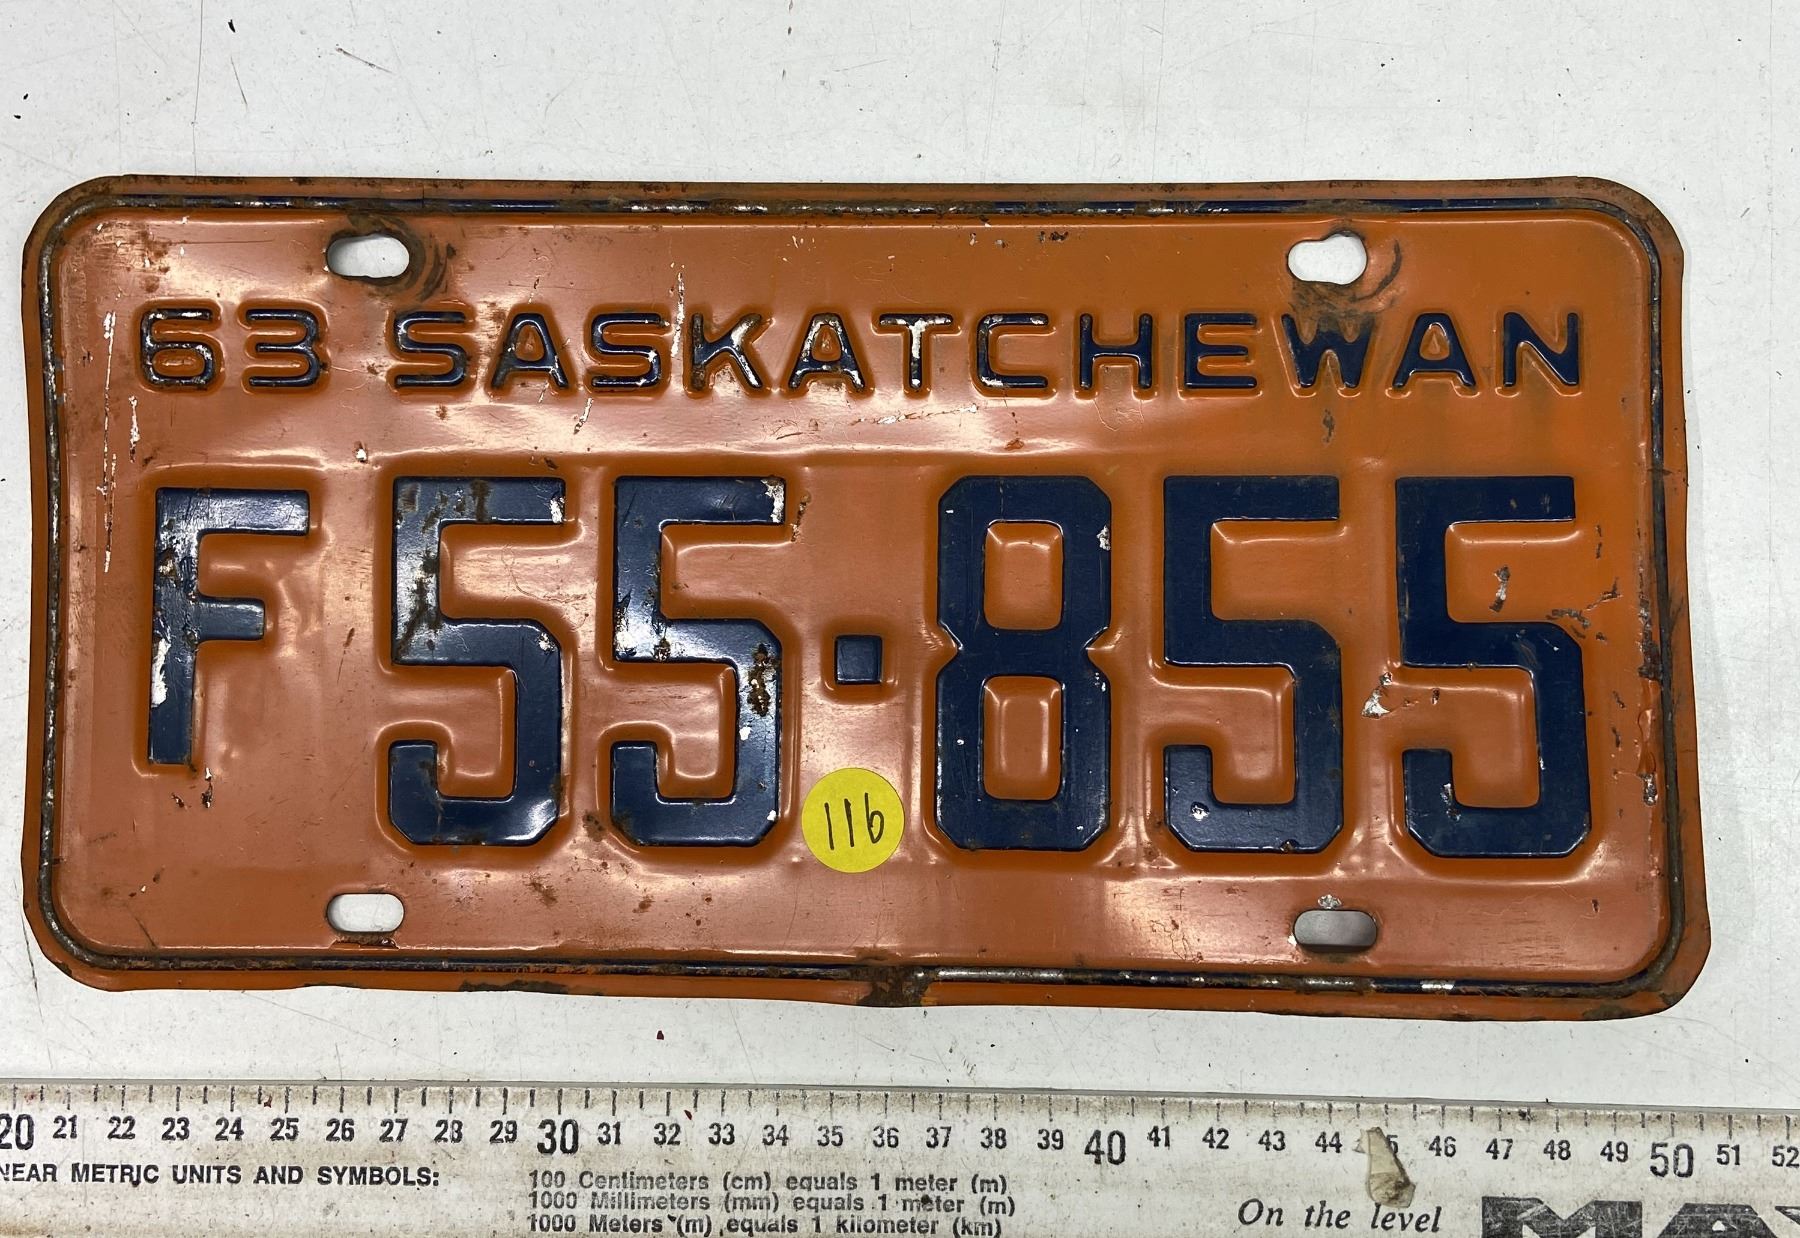 63 SASKATCHEWAN
F 55·855
116
20 21 22 23 24 25 26 27 28 29 30 31 32 33 34 35 36 37 38 39 40 41 42 43 44 45 46 47 48 49 50 51 52
NEAR METRIC UNITS AND SYMBOLS:
100 Centimeters (cm) equals 1 meter (m)
1000 Millimeters (mm) equals 1 meter (m)
1000 Meters (m) equals 1 kilometer (km)
On the level